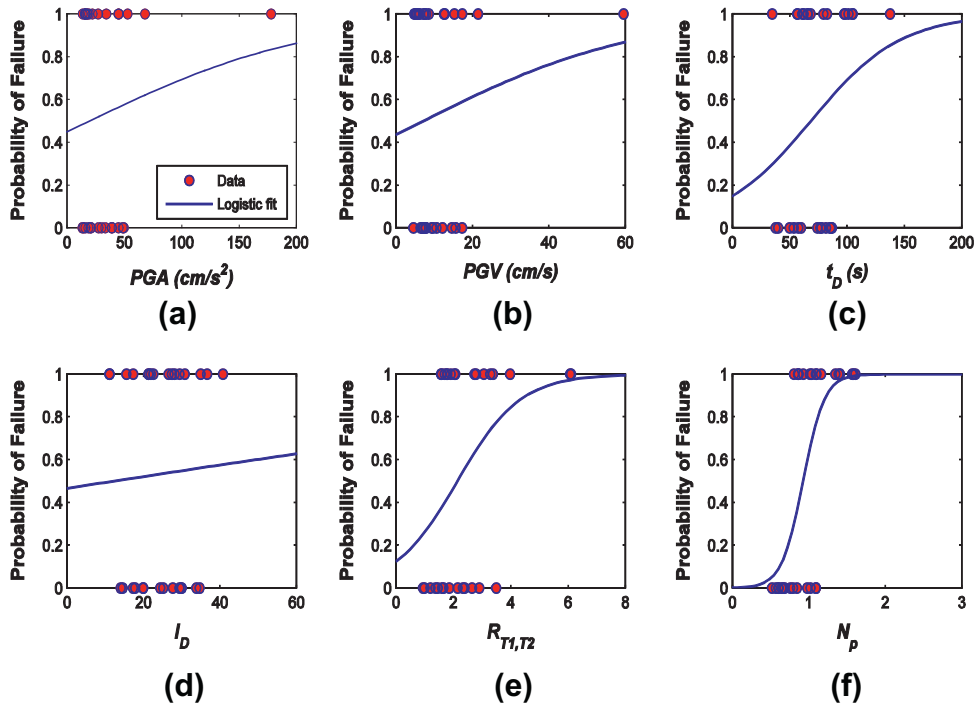 Probability of Failure
1
0.8
0.6
0.4
0.2
0
0 50 100 150 200
Data
Logistic fit
PGA (cm/s²)
(a)
Probability of Failure
1
0.8
0.6
0.4
0.2
0
0 20 40 60
PGV (cm/s)
(b)
Probability of Failure
1
0.8
0.6
0.4
0.2
0
0 50 100 150 200
t_D (s)
(c)
Probability of Failure
1
0.8
0.6
0.4
0.2
0
0 20 40 60
I_D
(d)
Probability of Failure
1
0.8
0.6
0.4
0.2
0
0 2 4 6 8
R_T1,T2
(e)
Probability of Failure
1
0.8
0.6
0.4
0.2
0
0 1 2 3
N_p
(f)